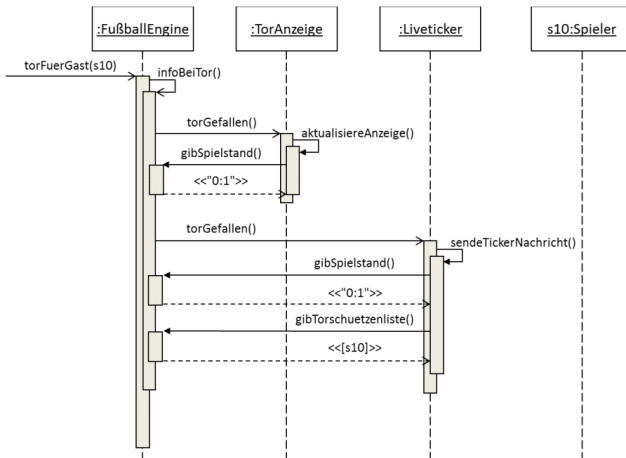 :FußballEngine
:TorAnzeige
:Liveticker
s10:Spieler
torFuerGast(s10)
infoBeiTor()
torGefallen()
aktualisiereAnzeige()
gibSpielstand()
<<"0:1">>
torGefallen()
sendeTickerNachricht()
gibSpielstand()
<<"0:1">>
gibTorschuetzenliste()
<<[s10]>>